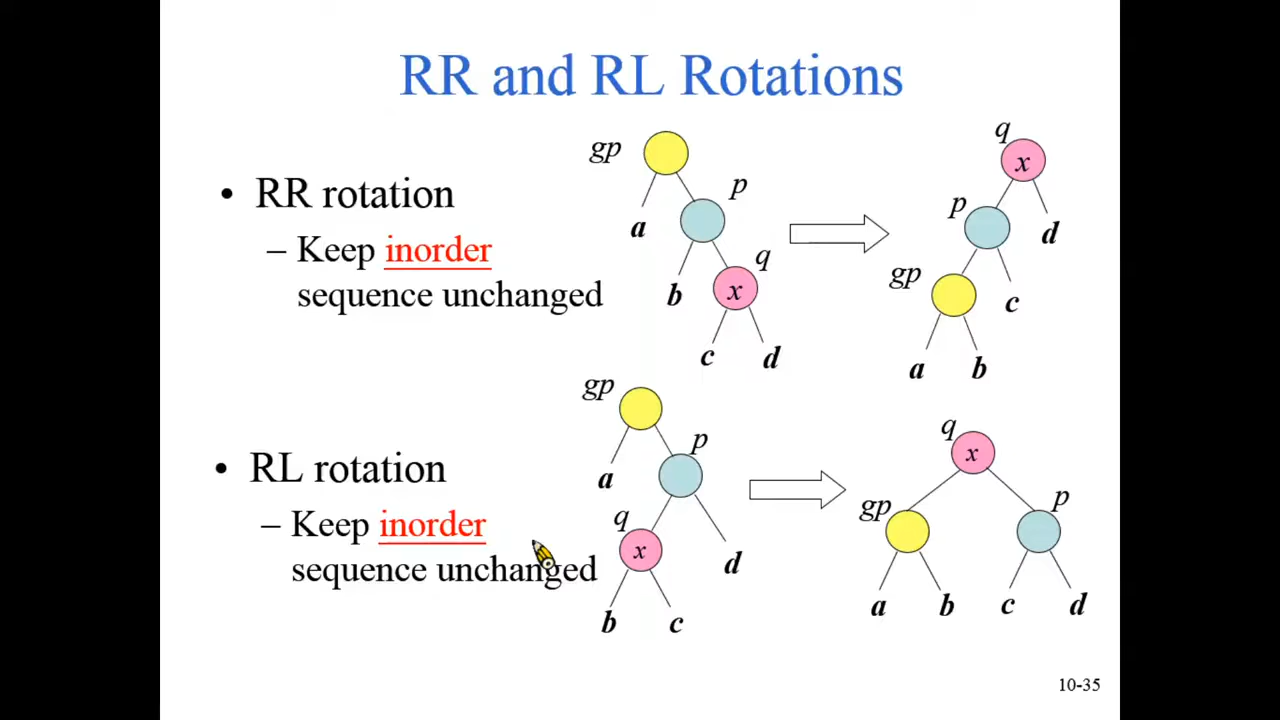 RR and RL Rotations
• RR rotation
– Keep inorder
sequence unchanged
gp
p
a
q
b
x
c
d
q
x
p
d
gp
c
a
b
• RL rotation
– Keep inorder
sequence unchanged
gp
p
a
q
x
d
b
c
q
x
gp
p
a
b
c
d
10-35